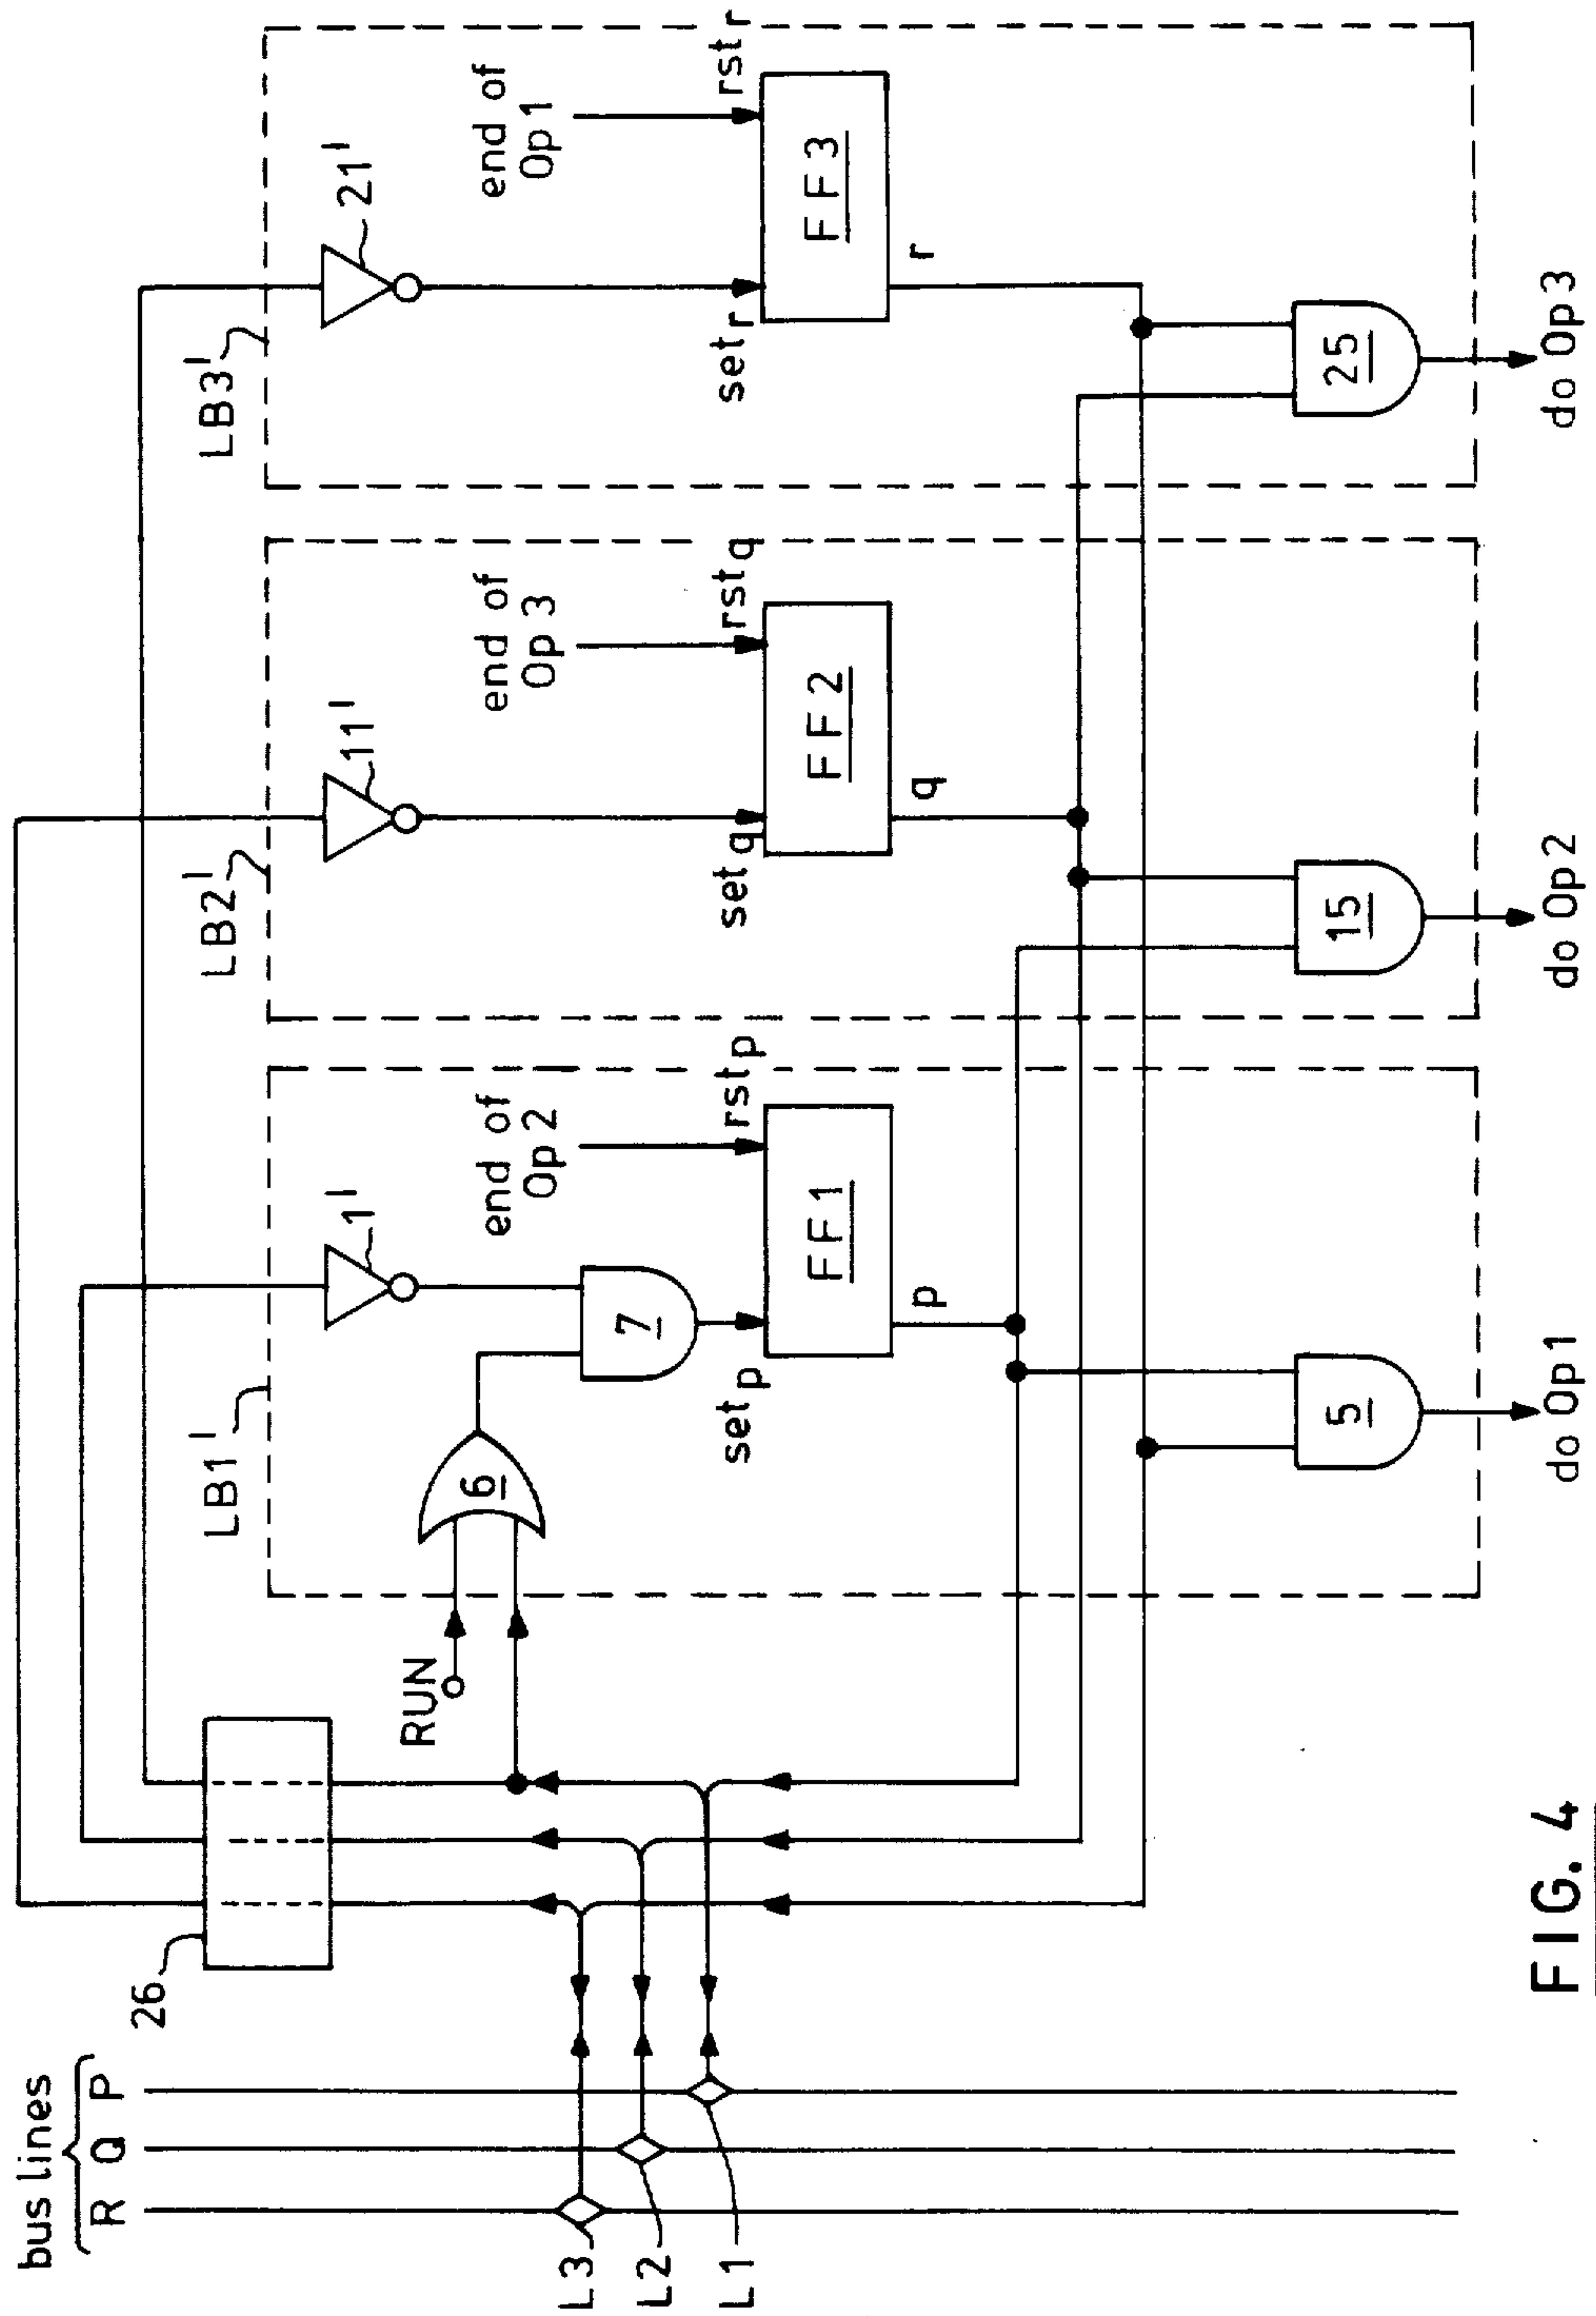 bus lines
R Q P
L3
L2
L1
26
RUN
LB1'
1'
6
7
end of
Op 2
set p
rst p
FF1
p
5
do Op1
LB2'
11'
end of
Op 3
set q
rst q
FF2
q
15
do Op2
LB3'
21'
end of
Op 1
set r
rst r
FF3
r
25
do Op3
FIG. 4